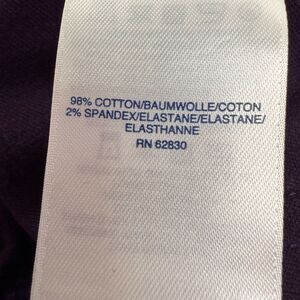 98% COTTON/BAUMWOLLE/COTON
2% SPANDEX/ELASTANE/ELASTANE/
ELASTHANNE
RN 62830